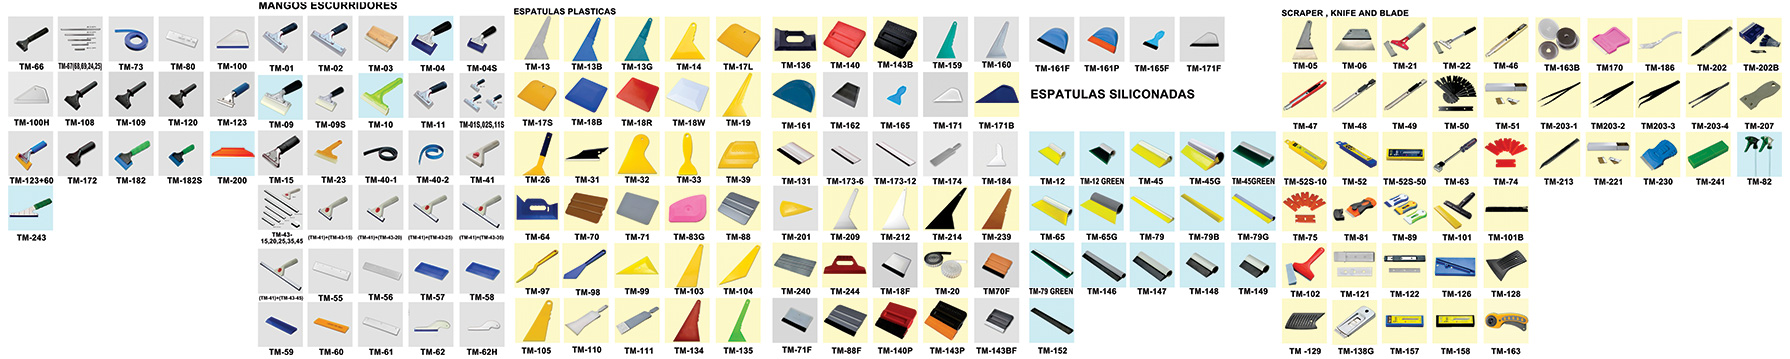 MANGOS ESCURRIDORES
TM-66 TM-67(68,69,24,25) TM-73 TM-80 TM-100 TM-01 TM-02 TM-03 TM-04 TM-04S
TM-100H TM-108 TM-109 TM-120 TM-123 TM-09 TM-09S TM-10 TM-11 TM-01S,02S,11S
TM-123+60 TM-172 TM-182 TM-182S TM-200 TM-15 TM-23 TM-40-1 TM-40-2 TM-41
TM-243 TM-43-15,20,25,35,45 (TM-41)+(TM-43-15) (TM-41)+(TM-43-20) (TM-41)+(TM-43-25) (TM-41)+(TM-43-35)
(TM-41)+(TM-43-45) TM-55 TM-56 TM-57 TM-58
TM-59 TM-60 TM-61 TM-62 TM-62H
ESPATULAS PLASTICAS
TM-13 TM-13B TM-13G TM-14 TM-17L TM-136 TM-140 TM-143B TM-159 TM-160 TM-161F TM-161P TM-165F TM-171F
TM-17S TM-18B TM-18R TM-18W TM-19 TM-161 TM-162 TM-165 TM-171 TM-171B
TM-26 TM-31 TM-32 TM-33 TM-39 TM-131 TM-173-6 TM-173-12 TM-174 TM-184
TM-64 TM-70 TM-71 TM-83G TM-88 TM-201 TM-209 TM-212 TM-214 TM-239
TM-97 TM-98 TM-99 TM-103 TM-104 TM-240 TM-244 TM-18F TM-20 TM70F
TM-105 TM-110 TM-111 TM-134 TM-135 TM-71F TM-88F TM-140P TM-143P TM-143BF
ESPATULAS SILICONADAS
TM-12 TM-12 GREEN TM-45 TM-45G TM-45GREEN
TM-65 TM-65G TM-79 TM-79B TM-79G
TM-79 GREEN TM-146 TM-147 TM-148 TM-149
TM-152
SCRAPER , KNIFE AND BLADE
TM-05 TM-06 TM-21 TM-22 TM-46 TM-163B TM170 TM-186 TM-202 TM-202B
TM-47 TM-48 TM-49 TM-50 TM-51 TM-203-1 TM203-2 TM203-3 TM-203-4 TM-207
TM-52S-10 TM-52 TM-52S-50 TM-63 TM-74 TM-213 TM-221 TM-230 TM-241 TM-82
TM-75 TM-81 TM-89 TM-101 TM-101B
TM-102 TM-121 TM-122 TM-126 TM-128
TM -129 TM-138G TM-157 TM-158 TM-163